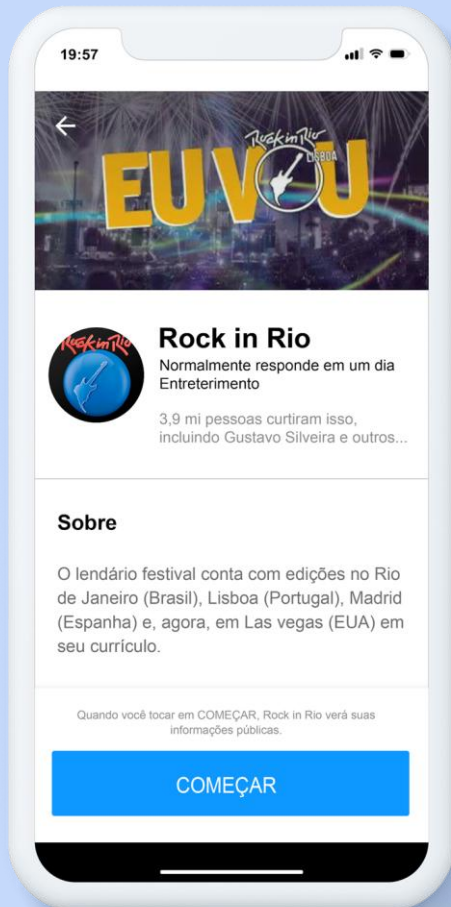 19:57
Rock in Rio
LISBOA
EU VOU
Rock in Rio
Rock in Rio
Normalmente responde em um dia
Entreterimento
3,9 mi pessoas curtiram isso,
incluindo Gustavo Silveira e outros...
Sobre
O lendário festival conta com edições no Rio
de Janeiro (Brasil), Lisboa (Portugal), Madrid
(Espanha) e, agora, em Las vegas (EUA) em
seu currículo.
Quando você tocar em COMEÇAR, Rock in Rio verá suas
informações públicas.
COMEÇAR